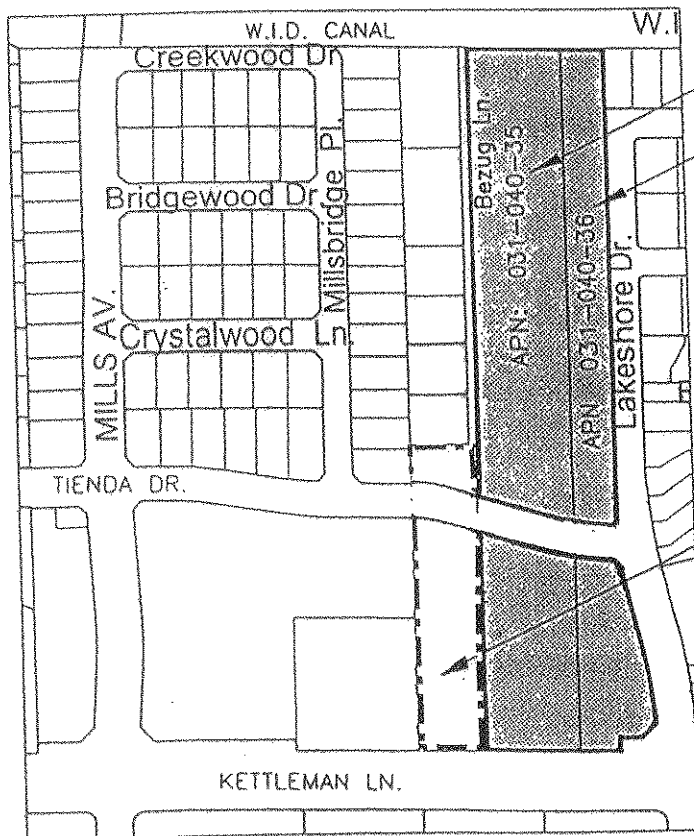 W.I.D. CANAL
W.I
Creekwood Dr
Bezug Ln.
APN: 031-040-35
APN 031-040-36
Millsbridge Pl.
Bridgewood Dr
Lakeshore Dr.
MILLS AV.
Crystalwood Ln.
TIENDA DR.
KETTLEMAN LN.